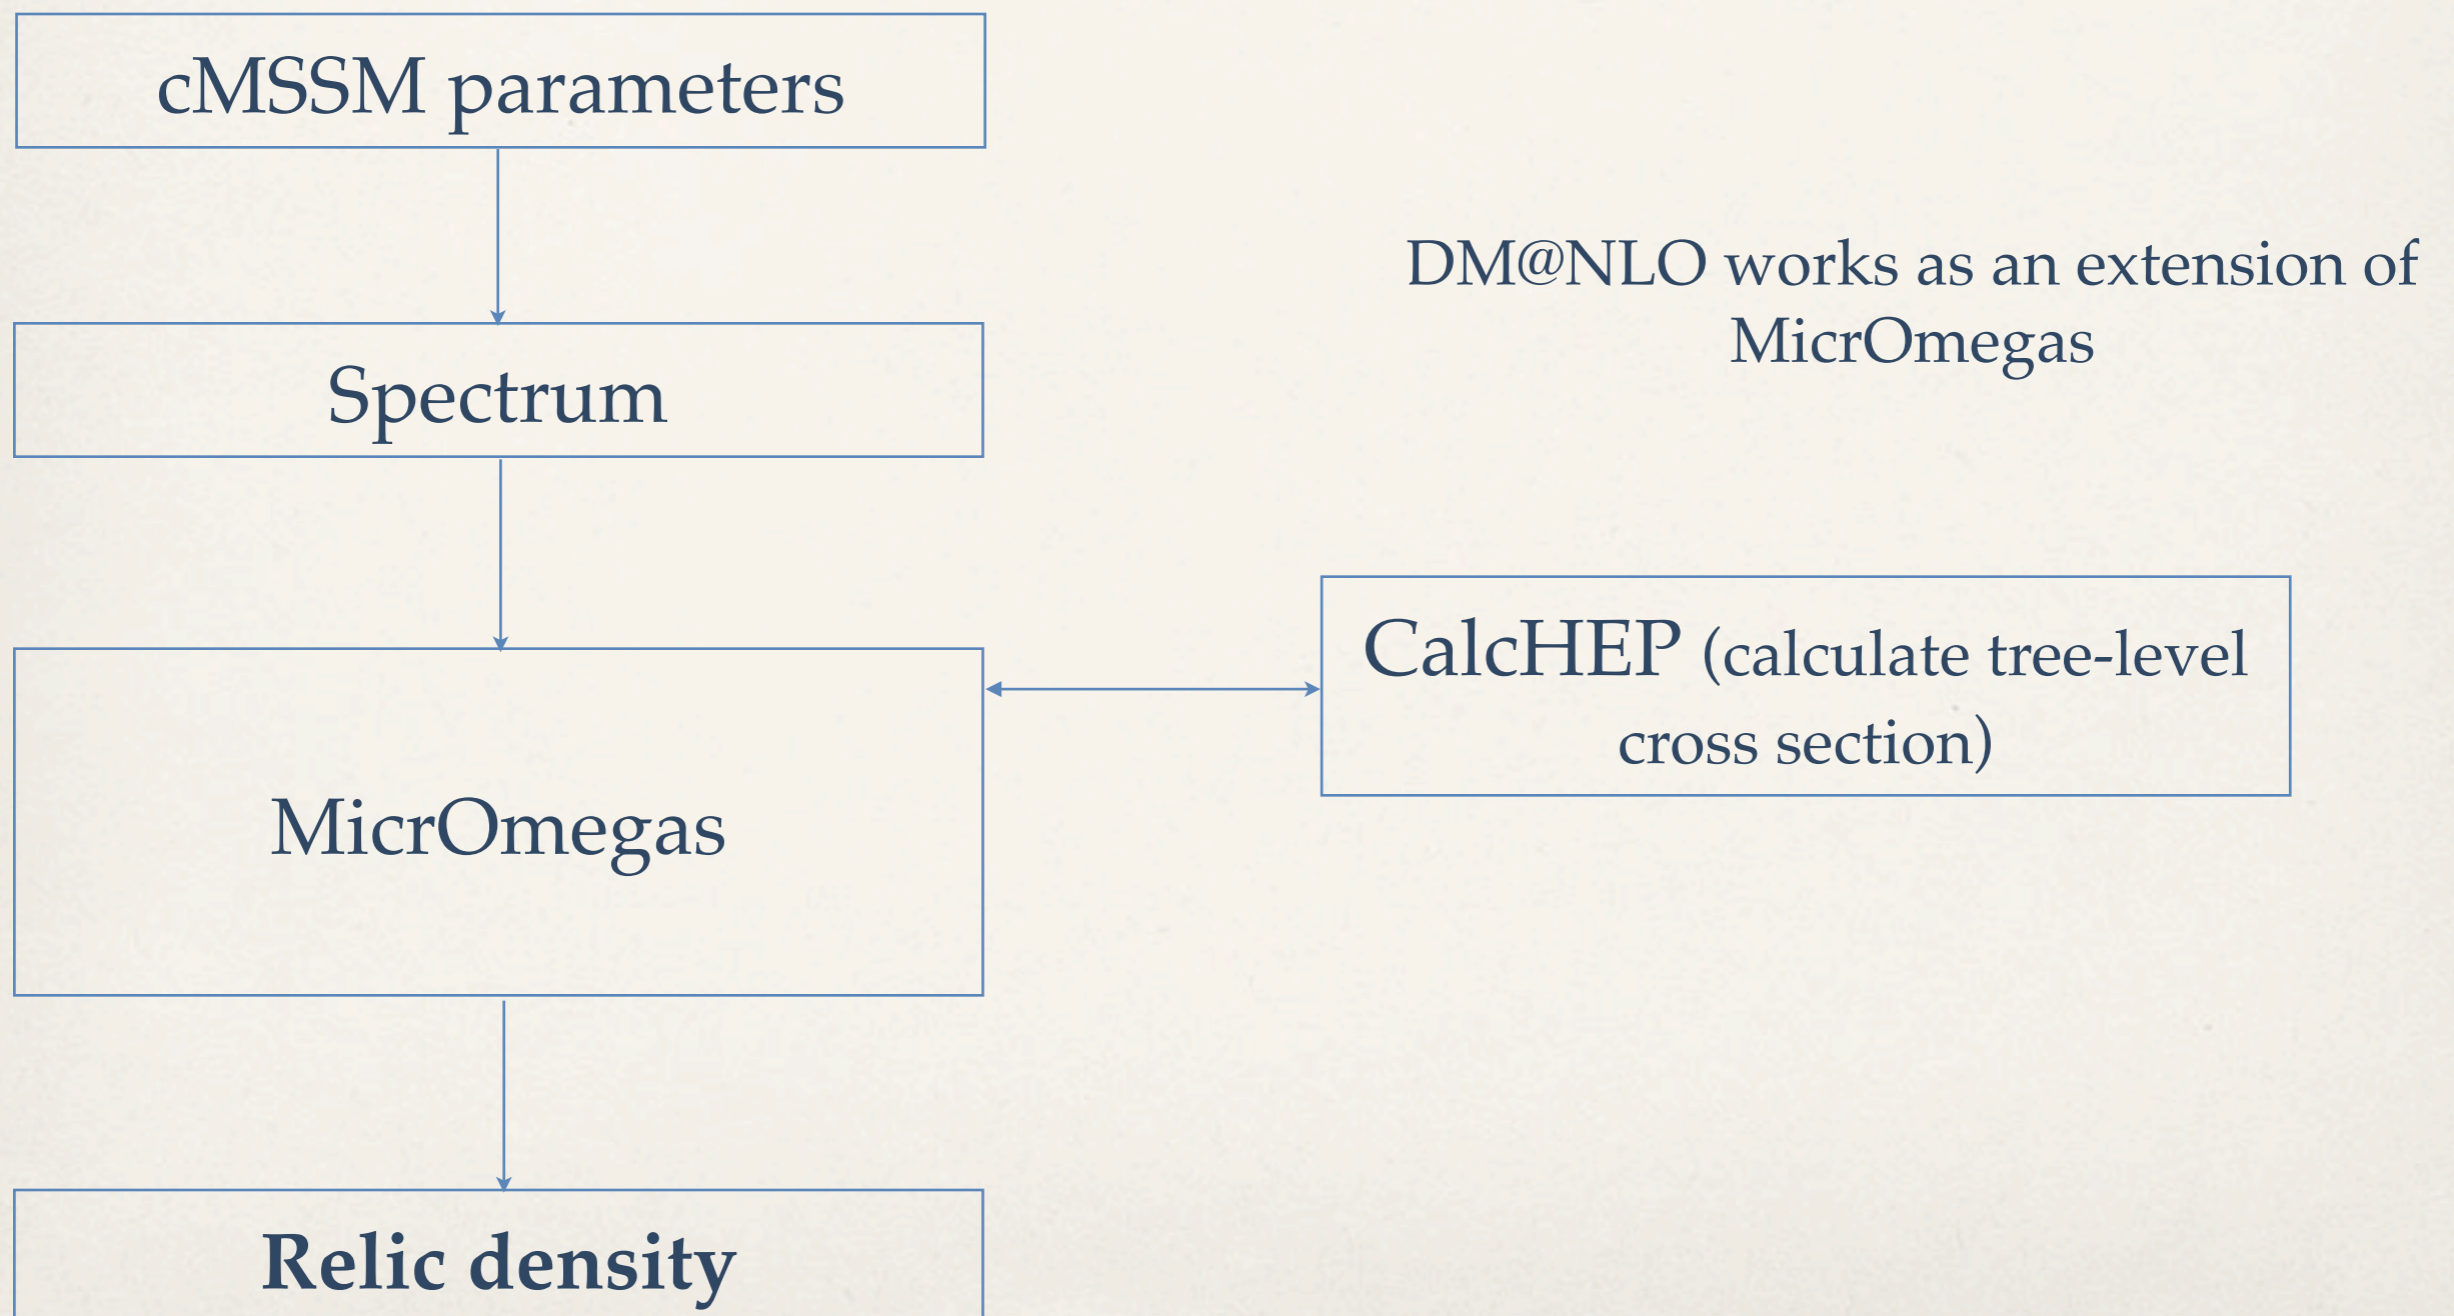 cMSSM parameters
DM@NLO works as an extension of
MicrOmegas
Spectrum
CalcHEP (calculate tree-level
cross section)
MicrOmegas
Relic density